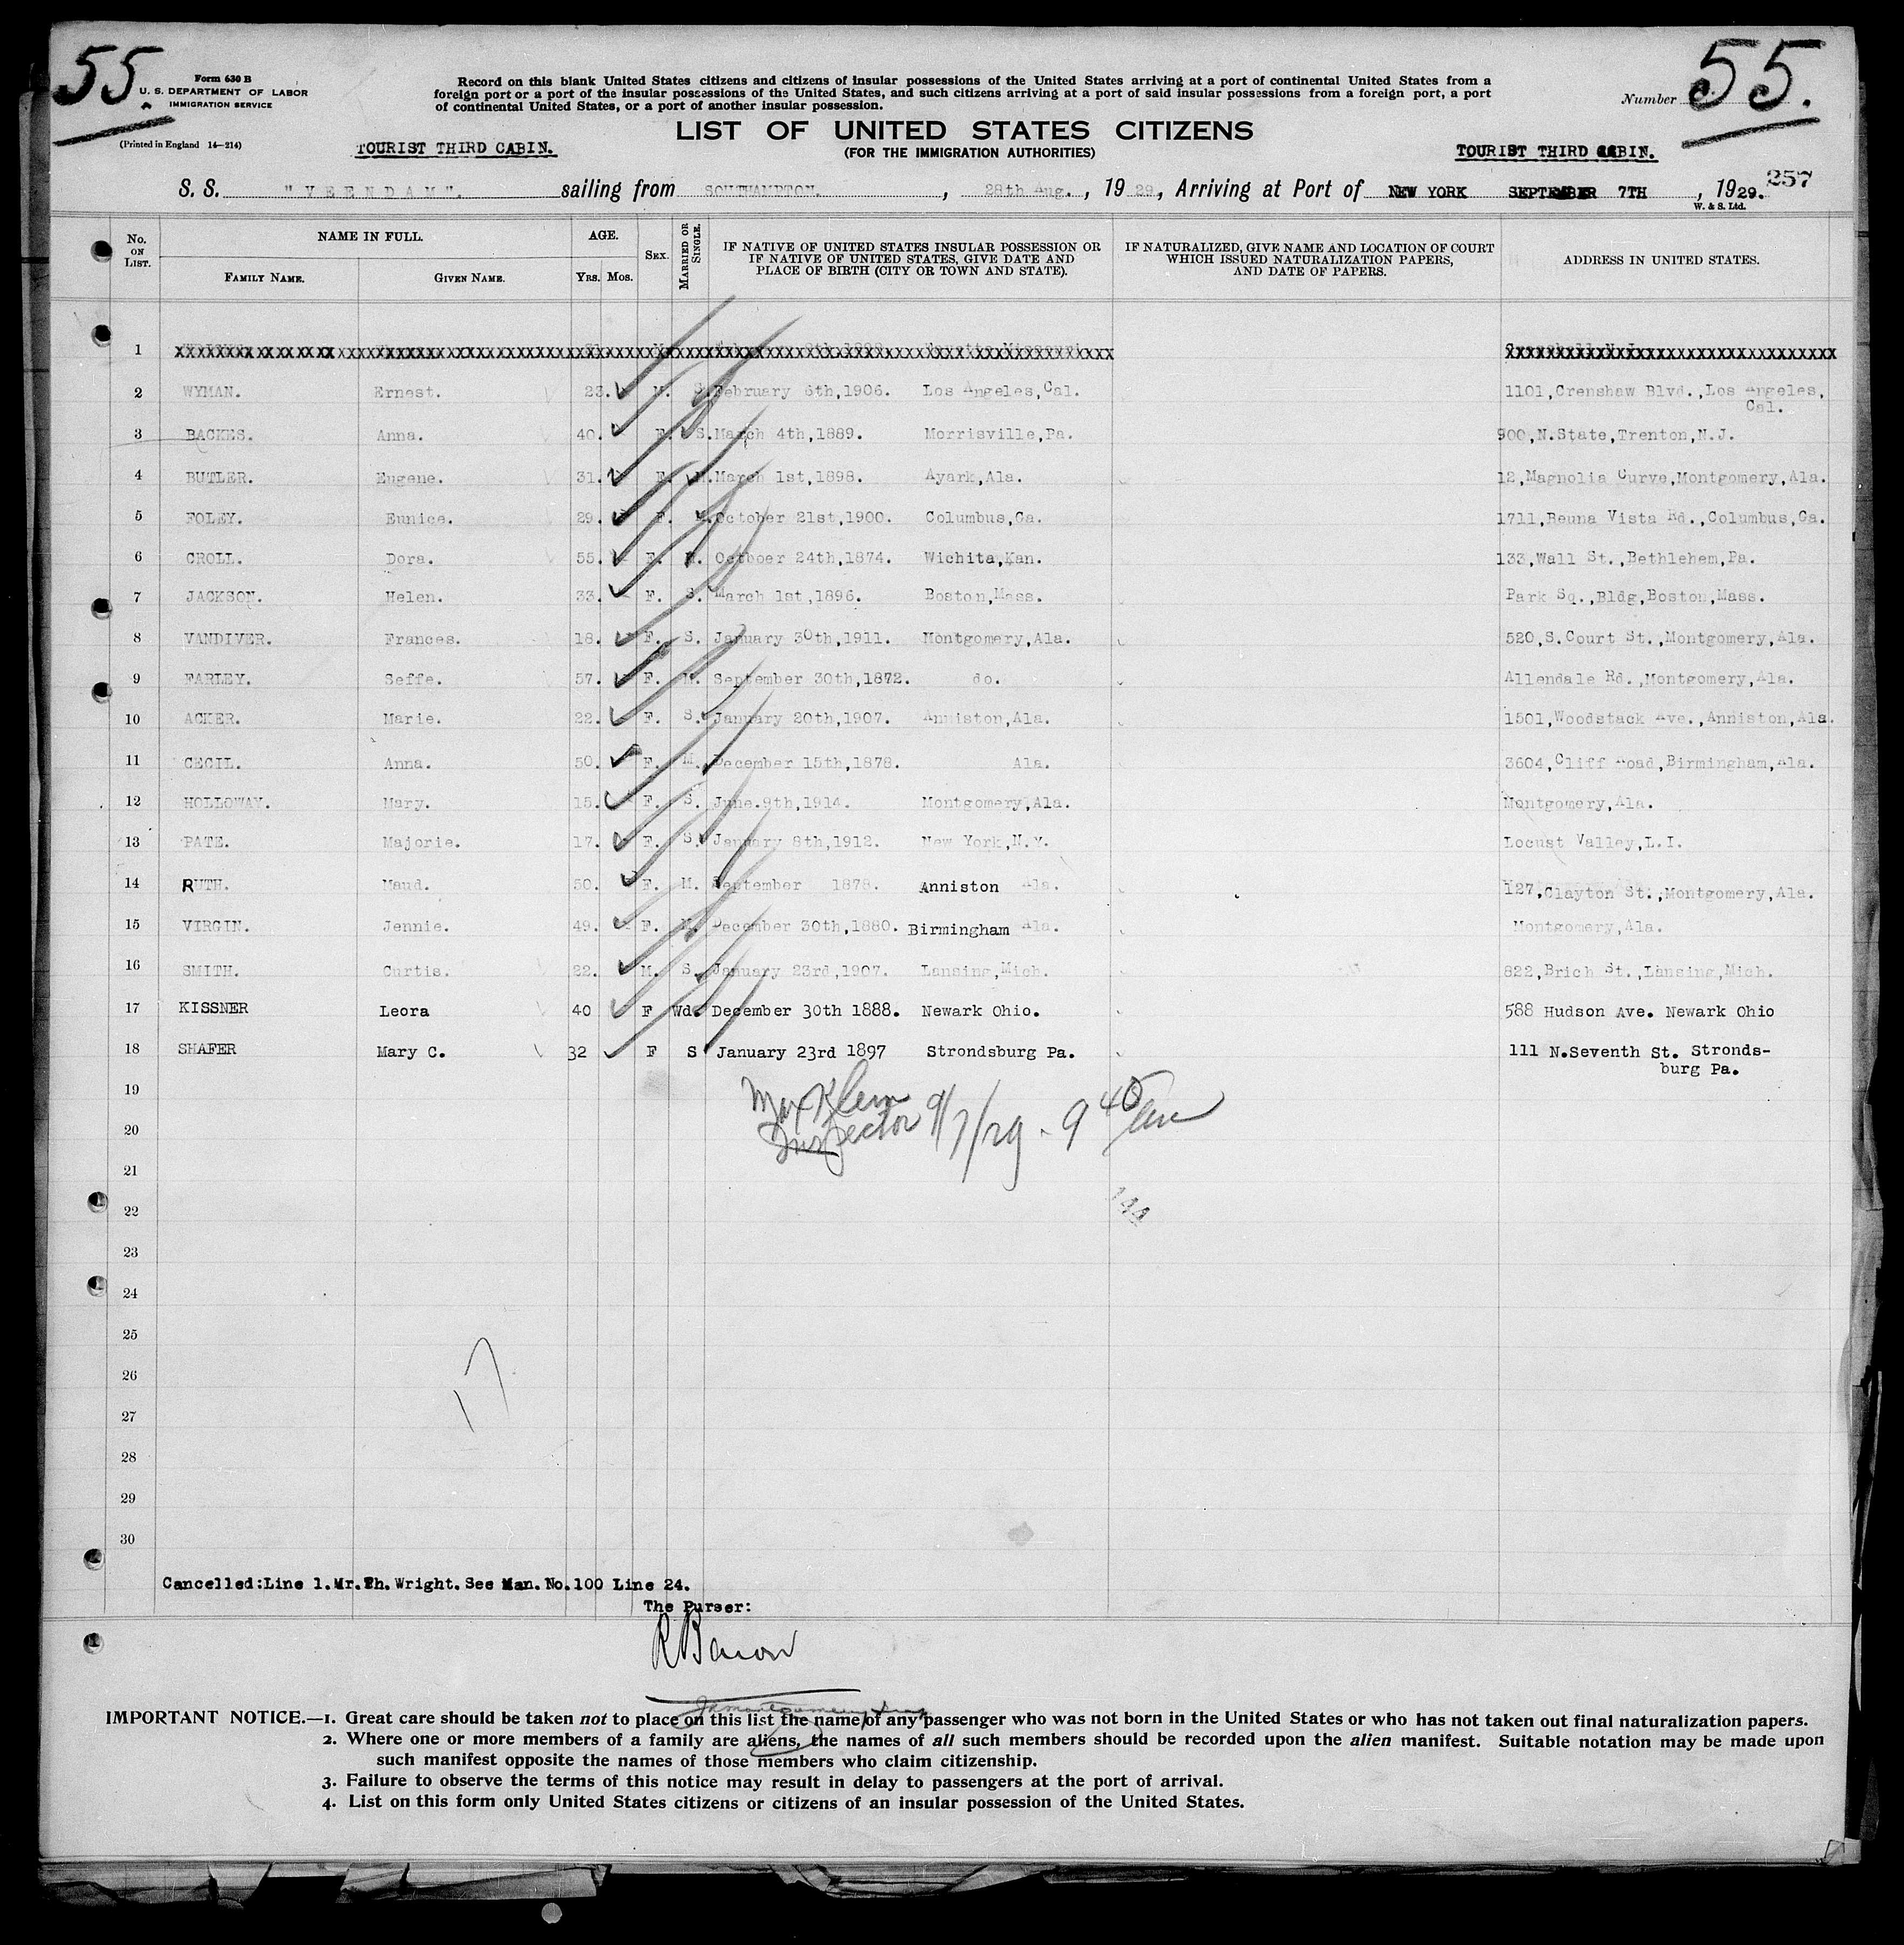 55.
Form 630 B
U. S. DEPARTMENT OF LABOR
IMMIGRATION SERVICE
(Printed in England 14—214)
Record on this blank United States citizens and citizens of insular possessions of the United States arriving at a port of continental United States from a
foreign port or a port of the insular possessions of the United States, and such citizens arriving at a port of said insular possessions from a foreign port, a port
of continental United States, or a port of another insular possession.
Number 55.
LIST OF UNITED STATES CITIZENS
(FOR THE IMMIGRATION AUTHORITIES)
TOURIST THIRD CABIN.
TOURIST THIRD CABIN.
S. S. "VEENDAM". sailing from SOUTHAMPTON. , 28th Aug. , 19 29 , Arriving at Port of NEW YORK SEPTEMBER 7TH , 1929. 257
W. & S. Ltd.
No. ON LIST. NAME IN FULL. FAMILY NAME. GIVEN NAME. AGE. YRS. MOS. SEX. MARRIED OR SINGLE. IF NATIVE OF UNITED STATES INSULAR POSSESSION OR IF NATIVE OF UNITED STATES, GIVE DATE AND PLACE OF BIRTH (CITY OR TOWN AND STATE). IF NATURALIZED, GIVE NAME AND LOCATION OF COURT WHICH ISSUED NATURALIZATION PAPERS, AND DATE OF PAPERS. ADDRESS IN UNITED STATES.
1
2 WYMAN. Ernest. 23. M. S. February 6th,1906. Los Angeles,Cal. 1101,Crenshaw Blvd.,Los Angeles,
Cal.
3 BACKES. Anna. 40. F. S. March 4th,1889. Morrisville,Pa. 900,N.State,Trenton,N.J.
4 BUTLER. Eugene. 31. F. M. March 1st,1898. Ayark,Ala. 12,Magnolia Curve,Montgomery,Ala.
5 FOLEY. Eunice. 29. F. M. October 21st,1900. Columbus,Ga. 1711,Beuna Vista Rd.,Columbus,Ga.
6 CROLL. Dora. 55. F. M. Octboer 24th,1874. Wichita,Kan. 133,Wall St.,Bethlehem,Pa.
7 JACKSON. Helen. 33. F. S. March 1st,1896. Boston,Mass. Park Sq.,Bldg,Boston,Mass.
8 VANDIVER. Frances. 18. F. S. January 30th,1911. Montgomery,Ala. 520,S.Court St.,Montgomery,Ala.
9 FARLEY. Seffe. 57. F. M. September 30th,1872. do. Allendale Rd.,Montgomery,Ala.
10 ACKER. Marie. 22. F. S. January 20th,1907. Anniston,Ala. 1501,Woodstack Ave.,Anniston,Ala.
11 CECIL. Anna. 50. F. M. December 15th,1878. Ala. 3604,Cliff Road,Birmingham,Ala.
12 HOLLOWAY. Mary. 15. F. S. June.9th,1914. Montgomery,Ala. Montgomery,Ala.
13 PATE. Majorie. 17. F. S. January 8th,1912. New York,N.Y. Locust Valley,L.I.
14 RUTH. Maud. 50. F. M. September 1878. Anniston Ala. 127,Clayton St.,Montgomery,Ala.
15 VIRGIN. Jennie. 49. F. M. December 30th,1880. Birmingham Ala. Montgomery,Ala.
16 SMITH. Curtis. 22. M. S. January 23rd,1907. Lansing,Mich. 822,Brich St.,Lansing,Mich.
17 KISSNER Leora 40 F Wd. December 30th 1888. Newark Ohio. 588 Hudson Ave. Newark Ohio
18 SHAFER Mary C. 32 F S January 23rd 1897 Strondsburg Pa. 111 N.Seventh St. Stronds-
burg Pa.
19
Max Klein
20
Inspector 9/7/29 - 9 40 am
21
22
144
23
24
25
26
17
27
28
29
30
Cancelled:Line 1.Mr.Th.Wright.See Man.No.100 Line 24.
The Purser:
IMPORTANT NOTICE.—1. Great care should be taken not to place on this list the name of any passenger who was not born in the United States or who has not taken out final naturalization papers.
2. Where one or more members of a family are aliens, the names of all such members should be recorded upon the alien manifest. Suitable notation may be made upon
such manifest opposite the names of those members who claim citizenship.
3. Failure to observe the terms of this notice may result in delay to passengers at the port of arrival.
4. List on this form only United States citizens or citizens of an insular possession of the United States.